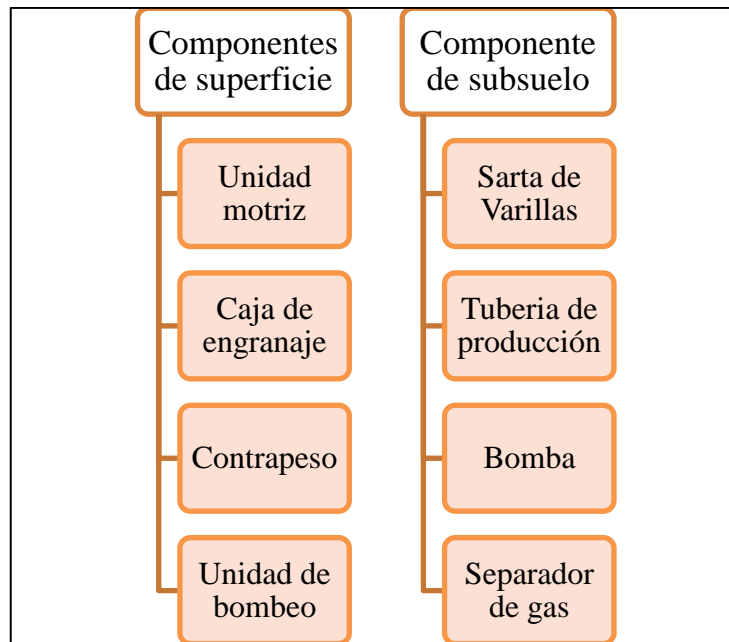 Componentes
de superficie
Unidad
motriz
Caja de
engranaje
Contrapeso
Unidad de
bombeo
Componente
de subsuelo
Sarta de
Varillas
Tuberia de
producción
Bomba
Separador
de gas